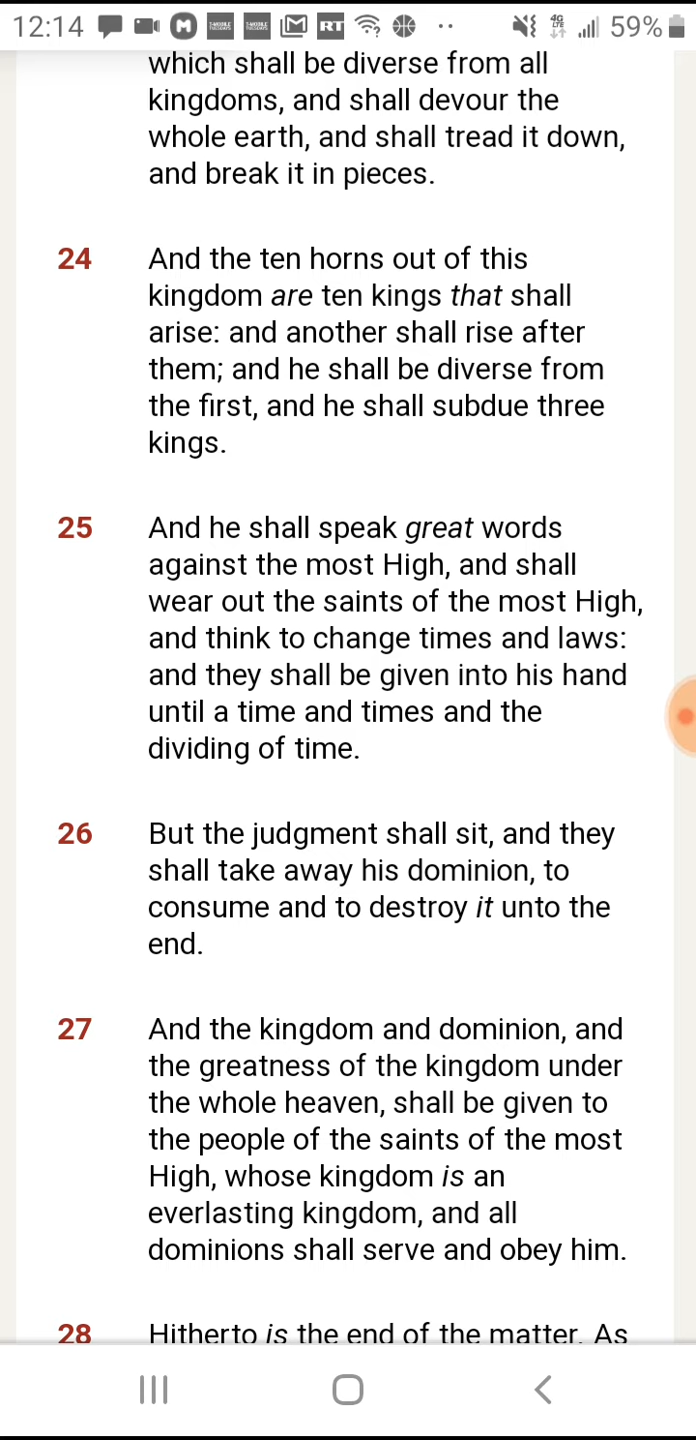 12:14 M T-MOBILE TUESDAYS T-MOBILE TUESDAYS M RT ? 4G LTE 59%
which shall be diverse from all
kingdoms, and shall devour the
whole earth, and shall tread it down,
and break it in pieces.
24 And the ten horns out of this
kingdom are ten kings that shall
arise: and another shall rise after
them; and he shall be diverse from
the first, and he shall subdue three
kings.
25 And he shall speak great words
against the most High, and shall
wear out the saints of the most High,
and think to change times and laws:
and they shall be given into his hand
until a time and times and the
dividing of time.
26 But the judgment shall sit, and they
shall take away his dominion, to
consume and to destroy it unto the
end.
27 And the kingdom and dominion, and
the greatness of the kingdom under
the whole heaven, shall be given to
the people of the saints of the most
High, whose kingdom is an
everlasting kingdom, and all
dominions shall serve and obey him.
28 Hitherto is the end of the matter. As